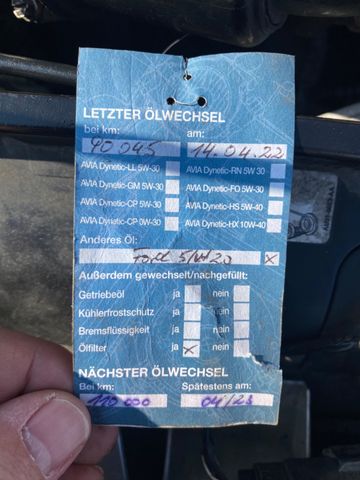 LETZTER ÖLWECHSEL
bei km: am:
90 045 14.04.22
AVIA Dynetic-LL 5W-30 AVIA Dynetic-RN 5W 30
AVIA Dynetic-GM 5W-30 AVIA Dynetic-FO 5W-30
AVIA Dynetic-CP 5W-30 AVIA Dynetic-HS 5W-40
AVIA Dynetic-CP 0W-30 AVIA Dynetic-HX 10W-40
Anderes Öl:
5W20 x
Außerdem gewechselt/nachgefüllt:
Getriebeöl ja nein
Kühlerfrostschutz ja nein
Bremsflüssigkeit ja nein
Ölfilter ja x nein
NÄCHSTER ÖLWECHSEL
Bei km: Spätestens am:
110 000 04/23